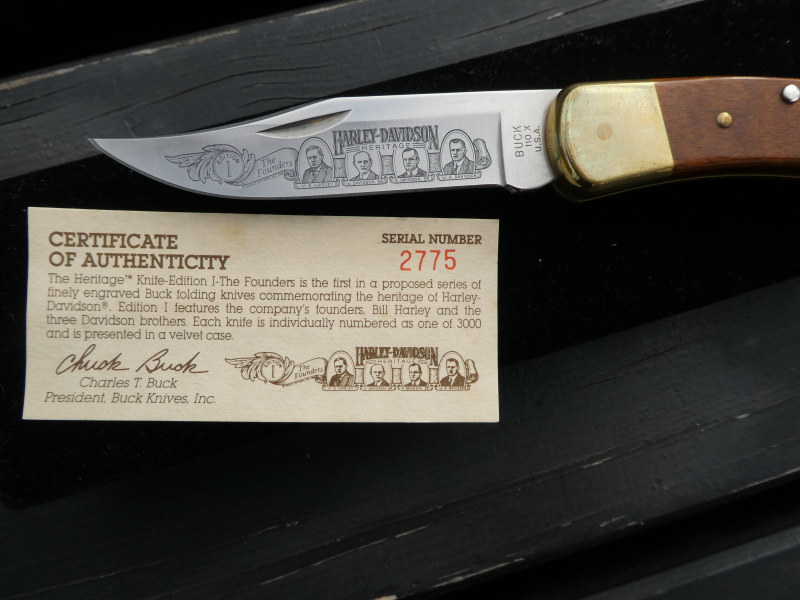 HARLEY-DAVIDSON
HERITAGE
EDITION
I
The
Founders
BUCK
110 X
U.S.A.
CERTIFICATE
OF AUTHENTICITY
SERIAL NUMBER
2775
The Heritage™ Knife-Edition I-The Founders is the first in a proposed series of
finely engraved Buck folding knives commemorating the heritage of Harley-
Davidson®. Edition I features the company's founders, Bill Harley and the
three Davidson brothers. Each knife is individually numbered as one of 3000
and is presented in a velvet case.
Chuck Buck
Charles T. Buck
President, Buck Knives, Inc.
EDITION
I
The
Founders
HARLEY-DAVIDSON
HERITAGE